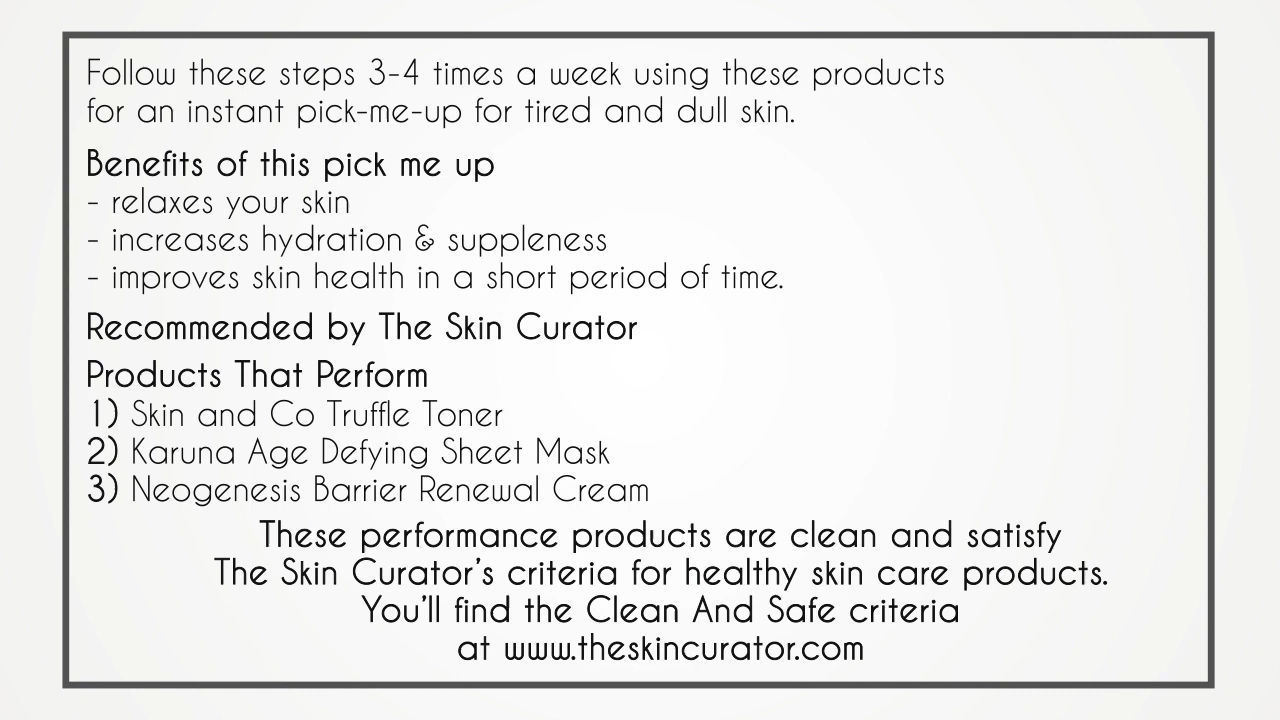 Follow these steps 3-4 times a week using these products
for an instant pick-me-up for tired and dull skin.
Benefits of this pick me up
- relaxes your skin
- increases hydration & suppleness
- improves skin health in a short period of time.
Recommended by The Skin Curator
Products That Perform
1) Skin and Co Truffle Toner
2) Karuna Age Defying Sheet Mask
3) Neogenesis Barrier Renewal Cream
These performance products are clean and satisfy
The Skin Curator’s criteria for healthy skin care products.
You’ll find the Clean And Safe criteria
at www.theskincurator.com